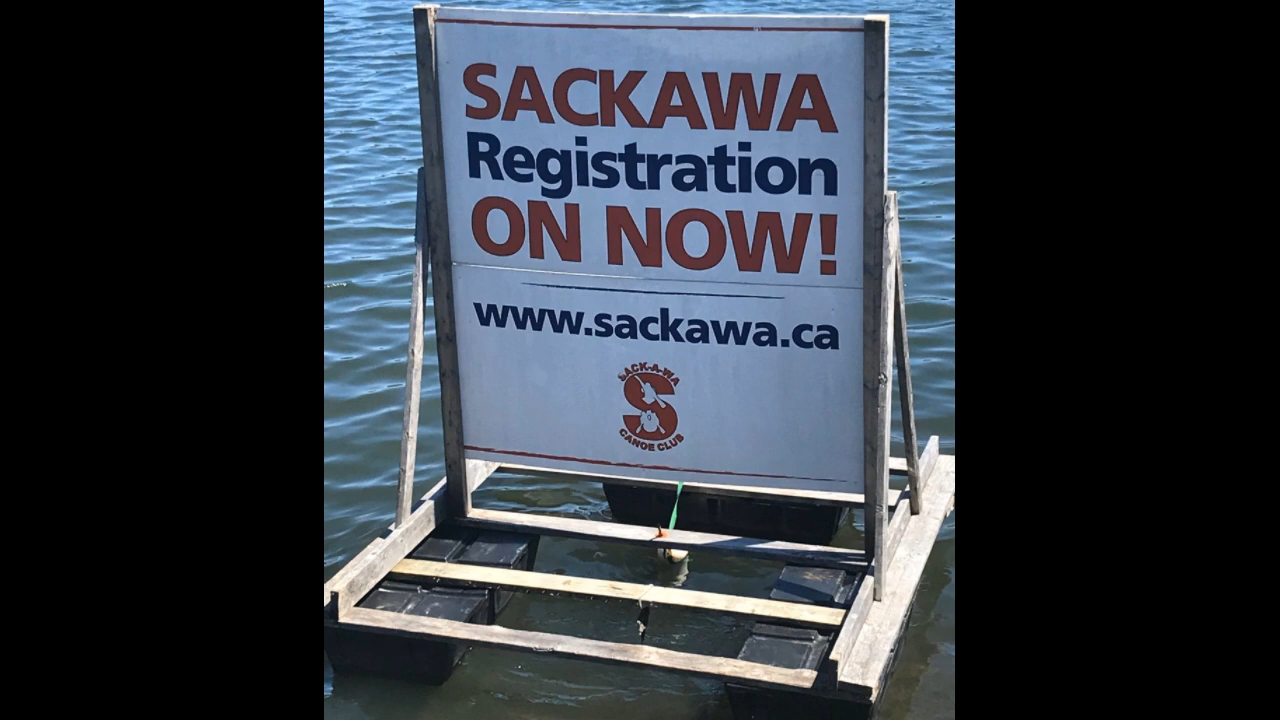 SACKAWA
Registration
ON NOW!
www.sackawa.ca
SACK-A-WA
S
CANOE CLUB